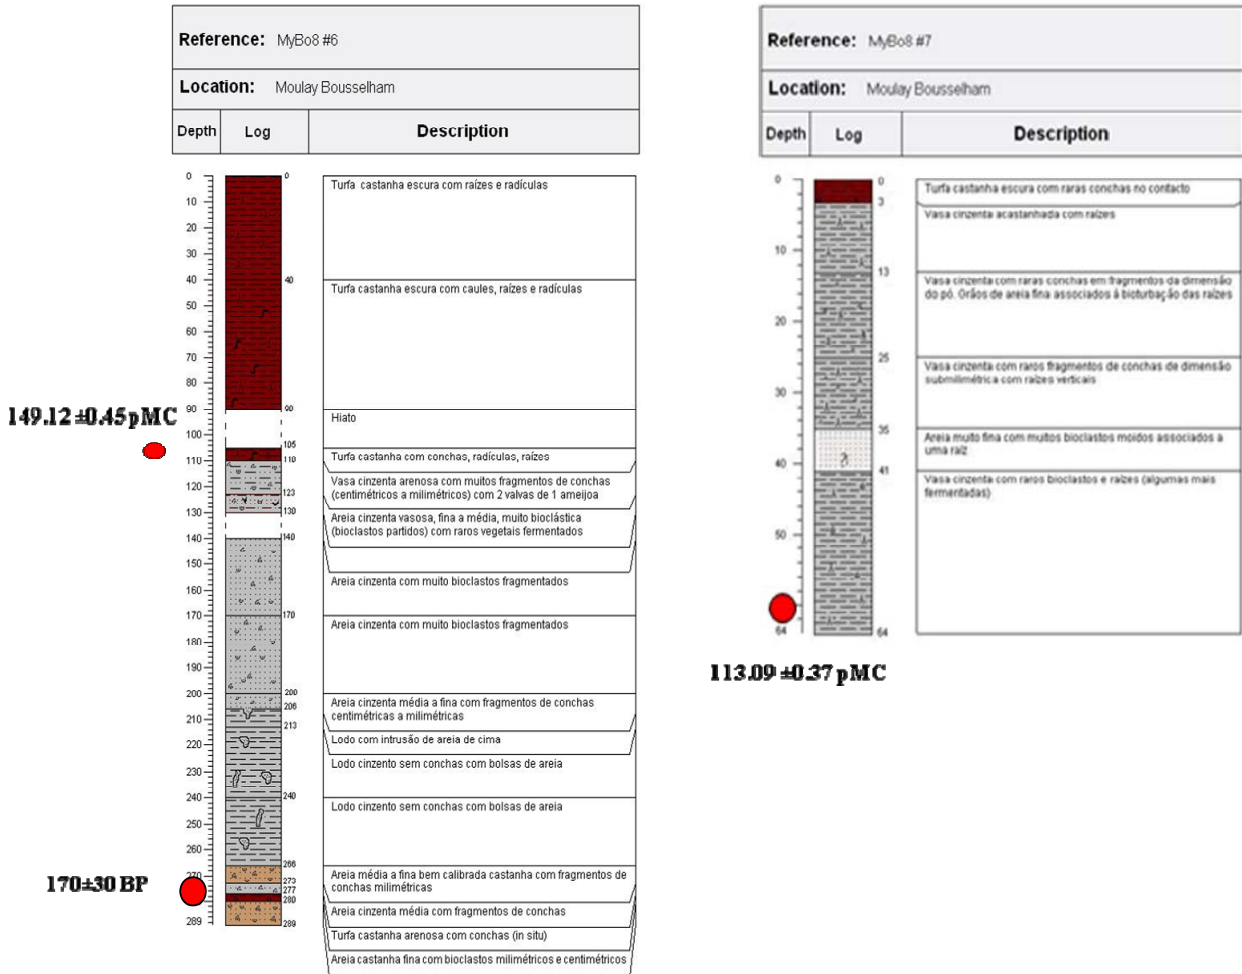 Reference: MyBo8 #6
Location: Moulay Bousselham
Depth Log Description
0
10
20
30
40
50
60
70
80
90
100
110
120
130
140
150
160
170
180
190
200
210
220
230
240
250
260
270
289
0
40
90
105
110
123
130
140
170
200
206
213
240
266
273
277
280
289
Turfa castanha escura com raízes e radículas
Turfa castanha escura com caules, raízes e radículas
Hiato
Turfa castanha com conchas, radículas, raízes
Vasa cinzenta arenosa com muitos fragmentos de conchas
(centimétricos a milimétricos) com 2 valvas de 1 ameijoa
Areia cinzenta vasosa, fina a média, muito bioclástica
(bioclastos partidos) com raros vegetais fermentados
Areia cinzenta com muito bioclastos fragmentados
Areia cinzenta com muito bioclastos fragmentados
Areia cinzenta média a fina com fragmentos de conchas
centimétricas a milimétricas
Lodo com intrusão de areia de cima
Lodo cinzento sem conchas com bolsas de areia
Lodo cinzento sem conchas com bolsas de areia
Areia média a fina bem calibrada castanha com fragmentos de
conchas milimétricas
Areia cinzenta média com fragmentos de conchas
Turfa castanha arenosa com conchas (in situ)
Areia castanha fina com bioclastos milimétricos e centimétricos
149.12 ±0.45 pMC
170±30 BP
Reference: MyBo8 #7
Location: Moulay Bousselham
Depth Log Description
0
10
20
30
40
50
64
0
3
13
25
35
41
64
Turfa castanha escura com raras conchas no contacto
Vasa cinzenta acastanhada com raízes
Vasa cinzenta com raras conchas em fragmentos da dimensão
do pó. Grãos de areia fina associados á bioturbação das raízes
Vasa cinzenta com raros fragmentos de conchas de dimensão
submilimétrica com raízes verticais
Areia muito fina com muitos bioclastos moidos associados a
uma raíz
Vasa cinzenta com raros bioclastos e raízes (algumas mais
fermentadas)
113.09 ±0.37 pMC